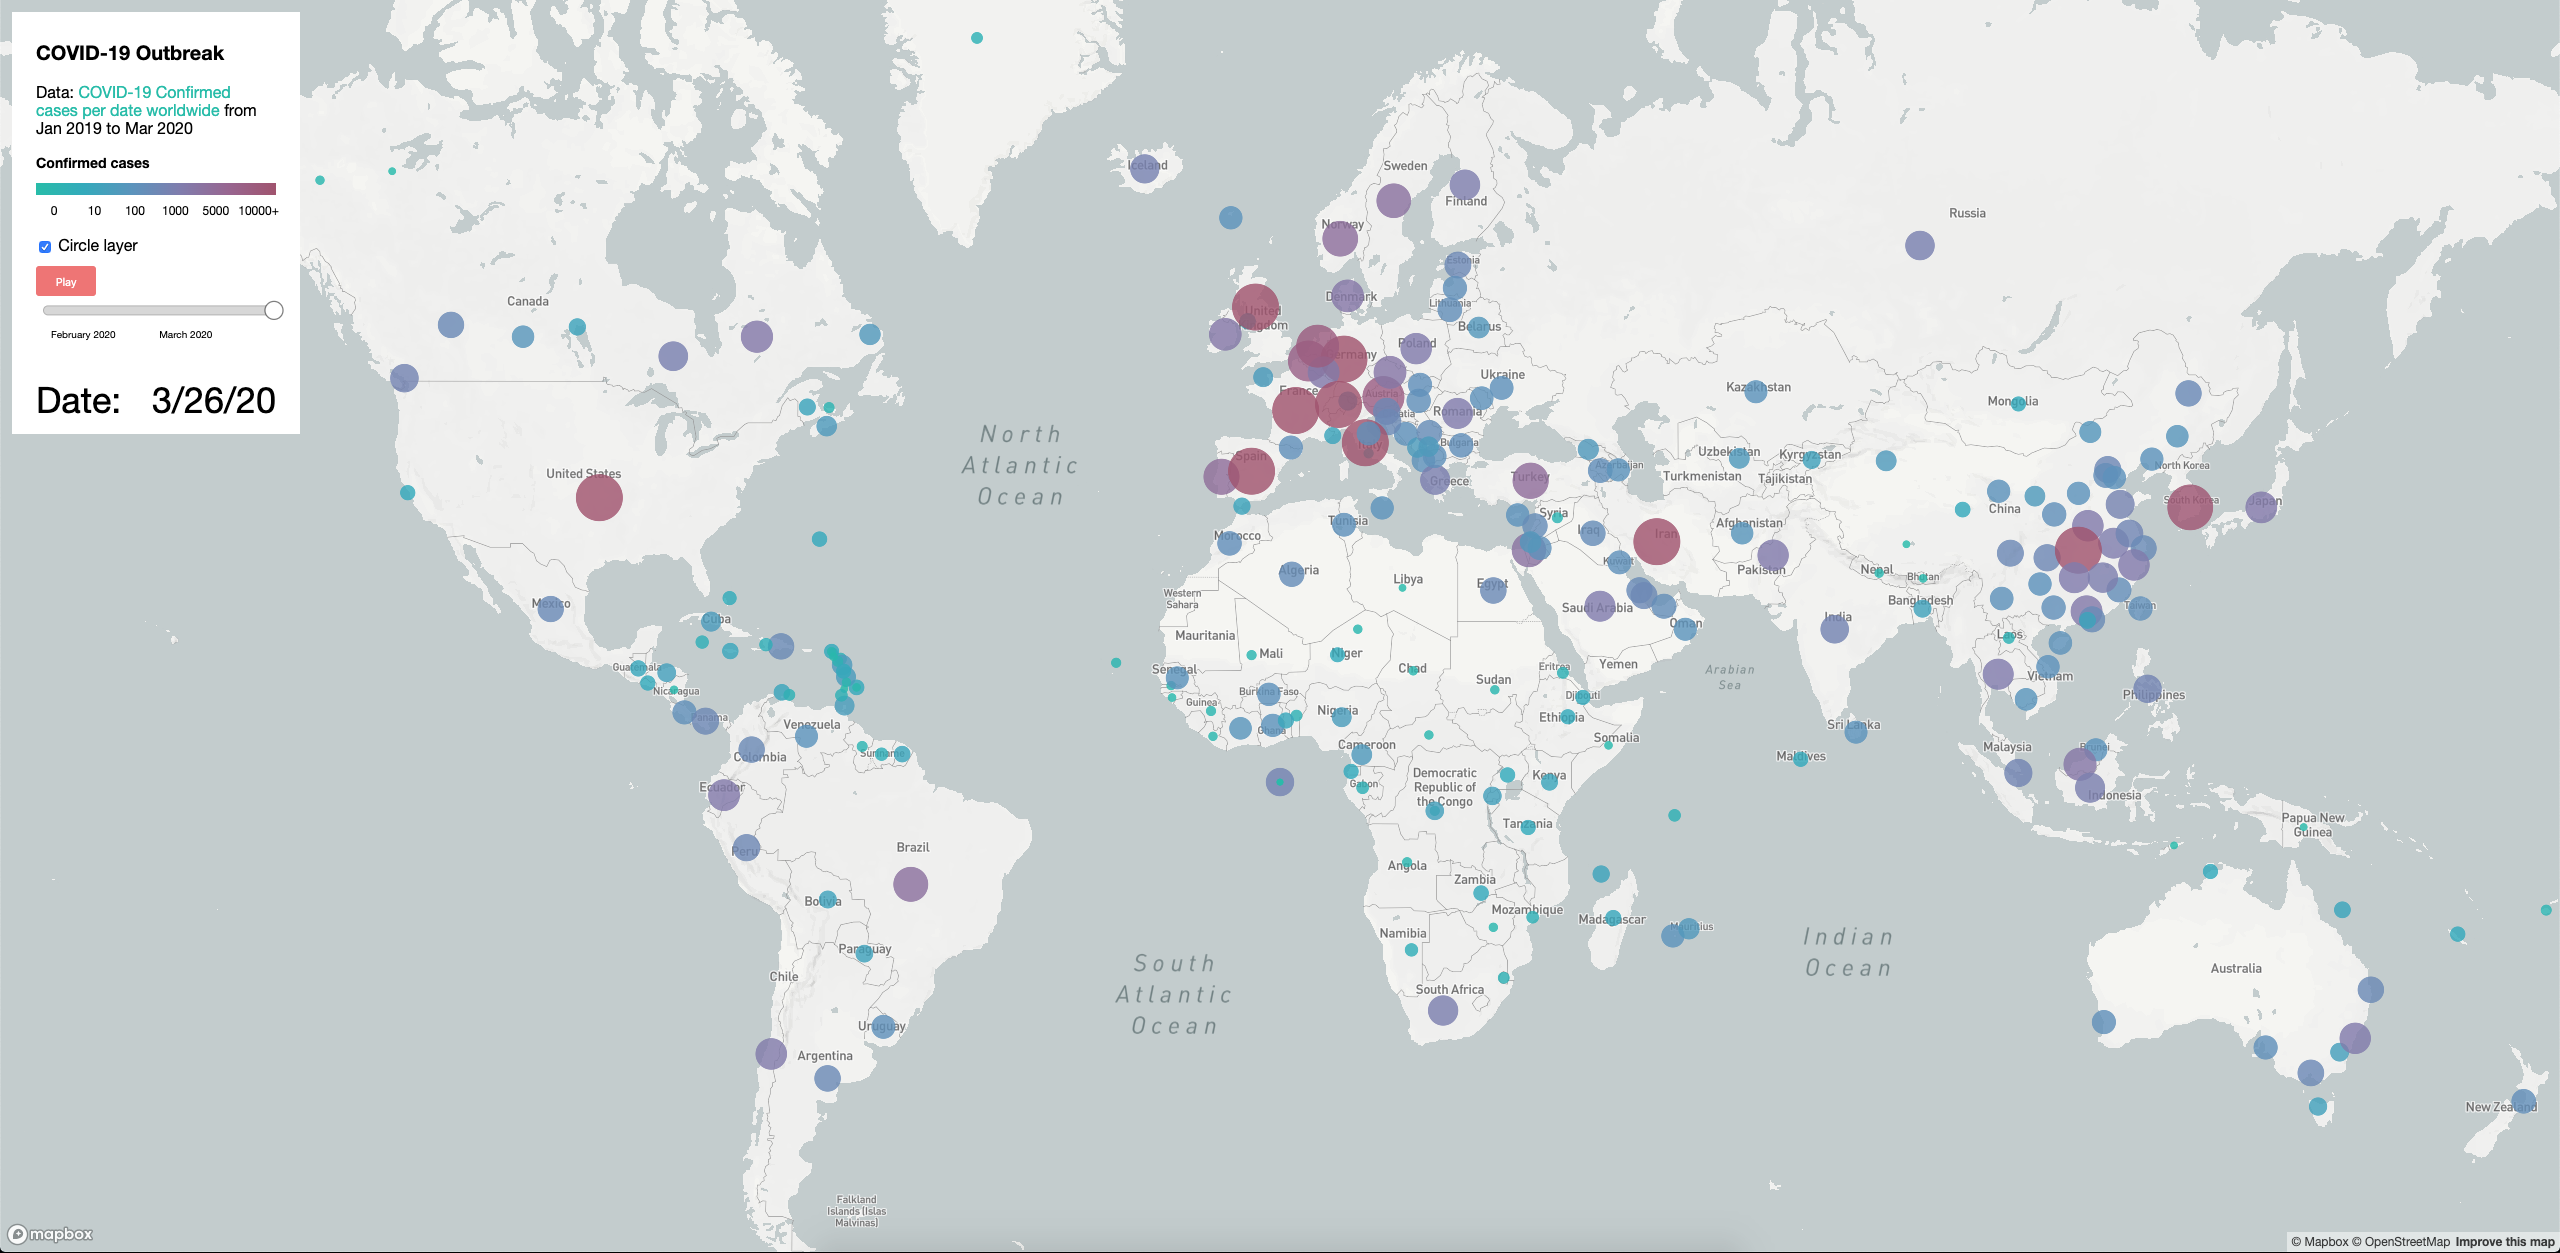 COVID-19 Outbreak
Data: COVID-19 Confirmed
cases per date worldwide from
Jan 2019 to Mar 2020
Confirmed cases
0 10 100 1000 5000 10000+
Circle layer
Play
February 2020 March 2020
Date: 3/26/20
Iceland
Sweden
Finland
Norway
Russia
Estonia
Canada
Denmark
Lithuania
United
Kingdom
Belarus
Poland
Germany
Ukraine
France
Austria
Kazakhstan
Mongolia
Romania
North
Atlantic
Ocean
Italy
Bulgaria
Uzbekistan
Kyrgyzstan
Spain
Azerbaijan
North Korea
United States
Turkmenistan
Tajikistan
Greece
Turkey
South Korea
Japan
China
Syria
Tunisia
Afghanistan
Iraq
Iran
Morocco
Kuwait
Pakistan
Nepal
Bhutan
Algeria
Libya
Egypt
Western
Sahara
Bangladesh
Mexico
Saudi Arabia
Taiwan
Cuba
India
Oman
Mauritania
Laos
Mali
Niger
Guatemala
Chad
Eritrea
Yemen
Arabian
Sea
Senegal
Sudan
Vietnam
Nicaragua
Burkina Faso
Djibouti
Philippines
Guinea
Nigeria
Ethiopia
Panama
Venezuela
Ghana
Sri Lanka
Somalia
Cameroon
Malaysia
Brunei
Colombia
Suriname
Maldives
Democratic
Republic of
the Congo
Kenya
Gabon
Ecuador
Indonesia
Tanzania
Papua New
Guinea
Brazil
Peru
Angola
Zambia
Bolivia
Mozambique
Madagascar
Mauritius
Namibia
Indian
Ocean
Paraguay
South
Atlantic
Ocean
Australia
Chile
South Africa
Uruguay
Argentina
New Zealand
Falkland
Islands (Islas
Malvinas)
mapbox
© Mapbox © OpenStreetMap Improve this map